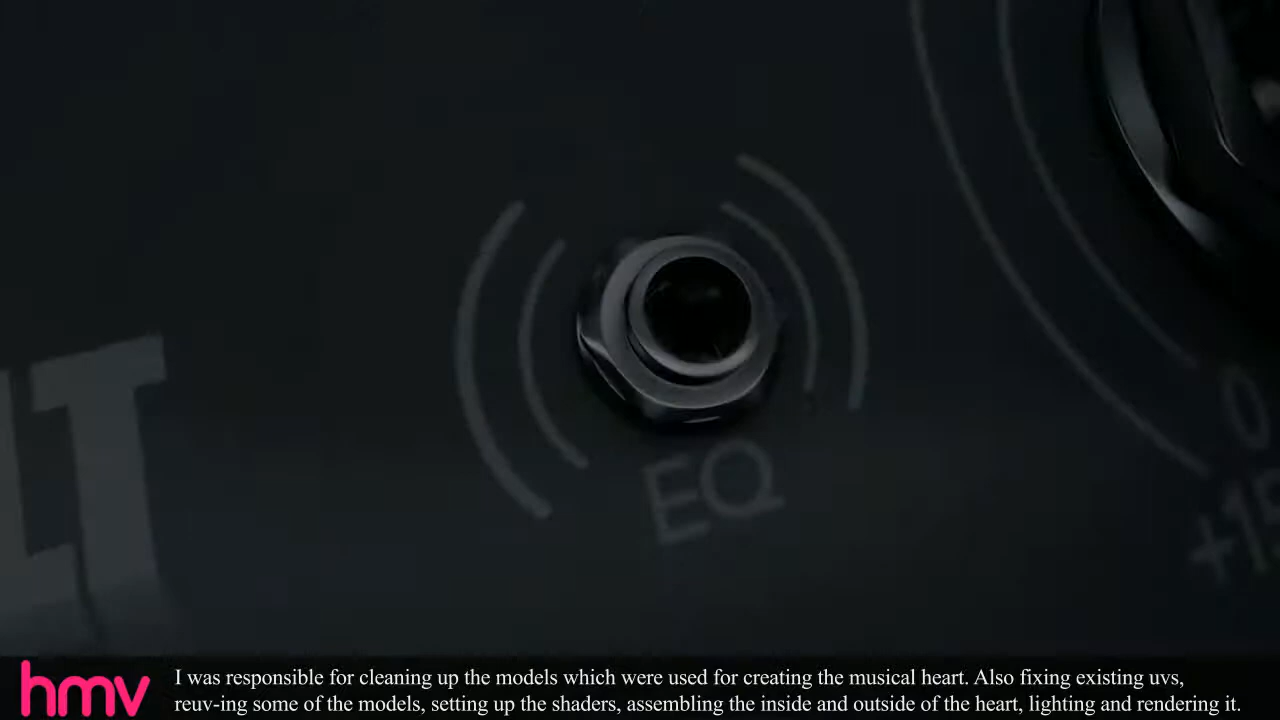 LT
EQ
0
+15
hmv
I was responsible for cleaning up the models which were used for creating the musical heart. Also fixing existing uvs,
reuv-ing some of the models, setting up the shaders, assembling the inside and outside of the heart, lighting and rendering it.